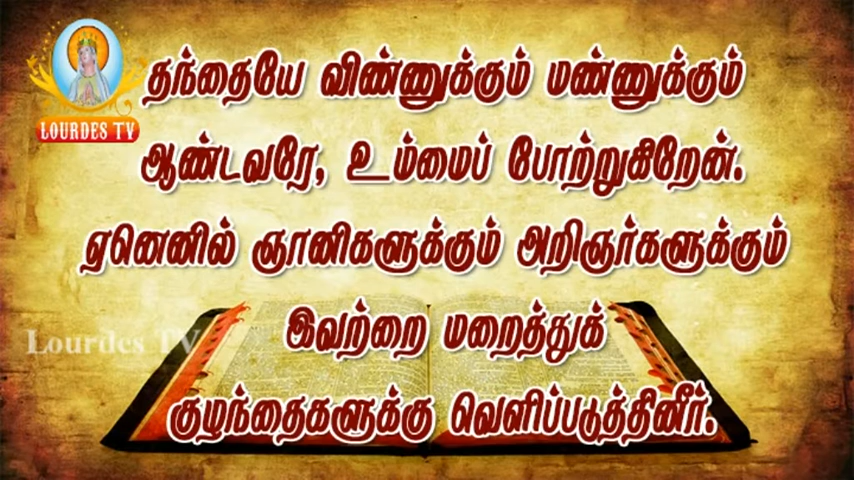 LOURDES TV
தந்தையே விண்ணுக்கும் மண்ணுக்கும்
ஆண்டவரே, உம்மைப் போற்றுகிறேன்.
ஏனெனில் ஞானிகளுக்கும் அறிஞர்களுக்கும்
இவற்றை மறைத்துக்
Lourdes TV
குழந்தைகளுக்கு வெளிப்படுத்தினீர்.